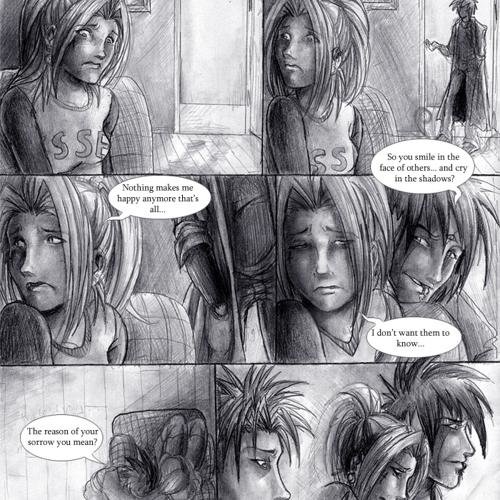 SSE
SS
So you smile in the
face of others... and cry
in the shadows?
Nothing makes me
happy anymore that's
all...
I don't want them to
know...
The reason of your
sorrow you mean?